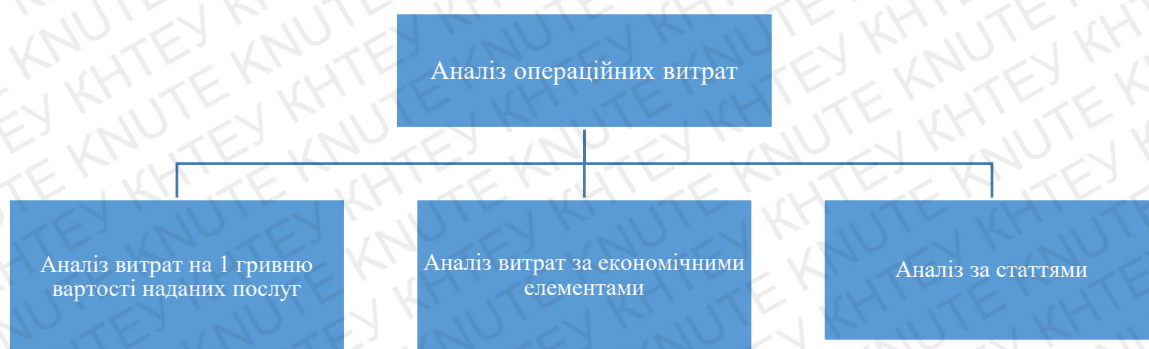 Аналіз операційних витрат
Аналіз витрат на 1 гривню
вартості наданих послуг
Аналіз витрат за економічними
елементами
Аналіз за статтями